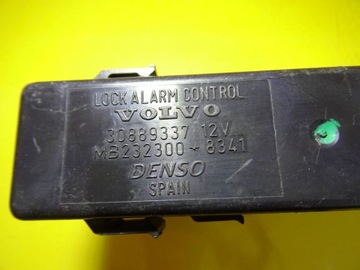 LOCK ALARM CONTROL
VOLVO
30889337 12V
MB232300-8341
DENSO
SPAIN